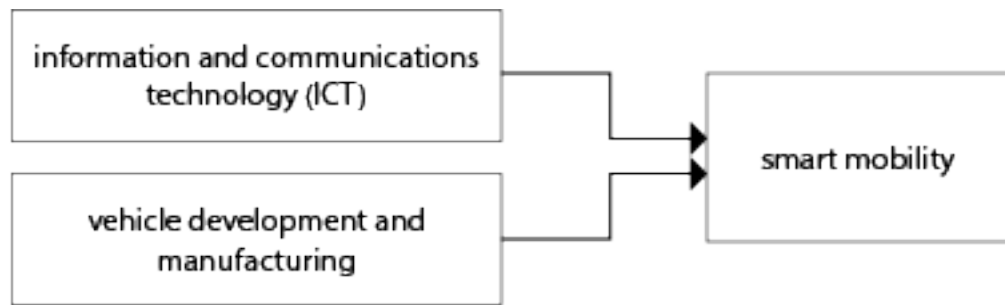 information and communications
technology (ICT)
vehicle development and
manufacturing
smart mobility